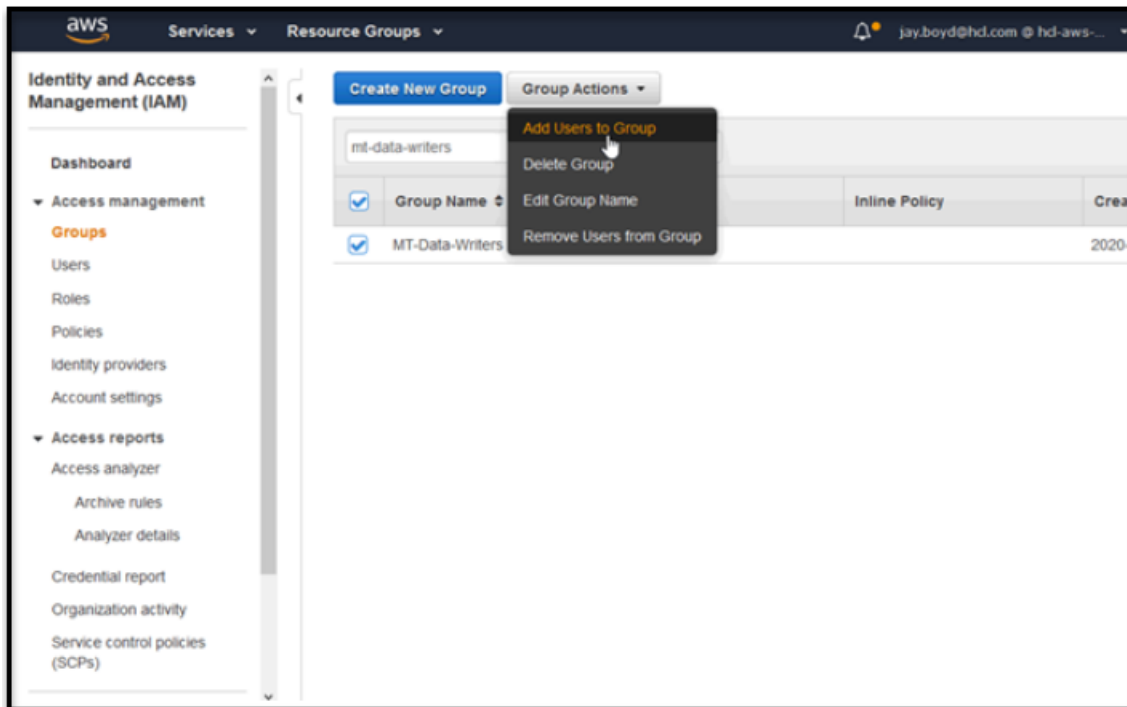 aws
Services
Resource Groups
jay.boyd@hcl.com @ hcl-aws-...
Identity and Access
Management (IAM)
Dashboard
Access management
Groups
Users
Roles
Policies
Identity providers
Account settings
Access reports
Access analyzer
Archive rules
Analyzer details
Credential report
Organization activity
Service control policies
(SCPs)
Create New Group
Group Actions
Add Users to Group
Delete Group
Edit Group Name
Remove Users from Group
mt-data-writers
Group Name
Inline Policy
Crea
MT-Data-Writers
2020-